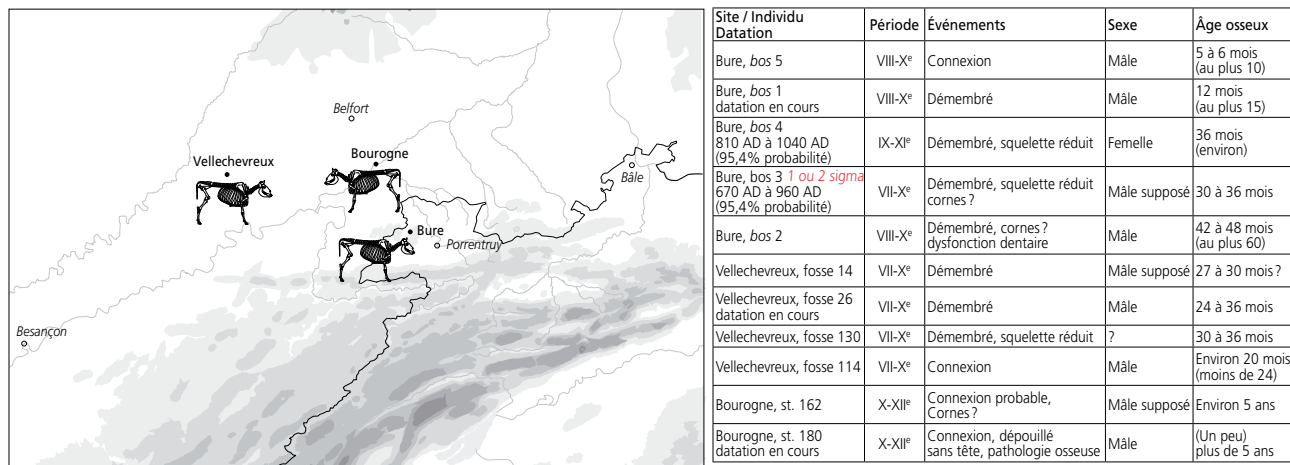 Belfort
Vellechevreux
Bourogne
Bâle
Bure
Porrentruy
Besançon
Site / Individu
Datation
Période
Événements
Sexe
Âge osseux
Bure, bos 5
VIII-Xe
Connexion
Mâle
5 à 6 mois
(au plus 10)
Bure, bos 1
datation en cours
VIII-Xe
Démembré
Mâle
12 mois
(au plus 15)
Bure, bos 4
810 AD à 1040 AD
(95,4% probabilité)
IX-XIe
Démembré, squelette réduit
Femelle
36 mois
(environ)
Bure, bos 3 1 ou 2 sigma
670 AD à 960 AD
(95,4% probabilité)
VII-Xe
Démembré, squelette réduit
cornes ?
Mâle supposé
30 à 36 mois
Bure, bos 2
VIII-Xe
Démembré, cornes ?
dysfonction dentaire
Mâle
42 à 48 mois
(au plus 60)
Vellechevreux, fosse 14
VII-Xe
Démembré
Mâle supposé
27 à 30 mois ?
Vellechevreux, fosse 26
datation en cours
VII-Xe
Démembré
Mâle
24 à 36 mois
Vellechevreux, fosse 130
VII-Xe
Démembré, squelette réduit
?
30 à 36 mois
Vellechevreux, fosse 114
VII-Xe
Connexion
Mâle
Environ 20 mois
(moins de 24)
Bourogne, st. 162
X-XIIe
Connexion probable,
Cornes ?
Mâle supposé
Environ 5 ans
Bourogne, st. 180
datation en cours
X-XIIe
Connexion, dépouillé
sans tête, pathologie osseuse
Mâle
(Un peu)
plus de 5 ans